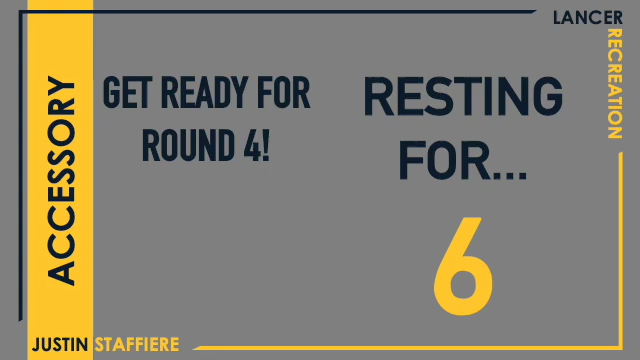 LANCER
RECREATION
ACCESSORY
GET READY FOR
ROUND 4!
RESTING
FOR...
6
JUSTIN STAFFIERE